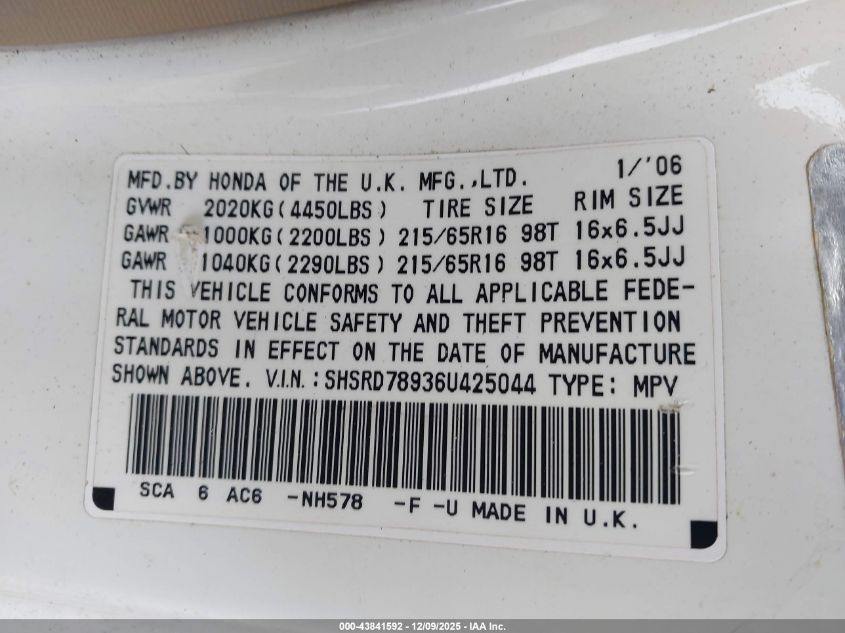 MFD.BY HONDA OF THE U.K. MFG.,LTD. 1/'06
GVWR 2020KG(4450LBS) TIRE SIZE RIM SIZE
GAWR F 1000KG(2200LBS) 215/65R16 98T 16x6.5JJ
GAWR 1040KG(2290LBS) 215/65R16 98T 16x6.5JJ
THIS VEHICLE CONFORMS TO ALL APPLICABLE FEDE-
RAL MOTOR VEHICLE SAFETY AND THEFT PREVENTION
STANDARDS IN EFFECT ON THE DATE OF MANUFACTURE
SHOWN ABOVE. V.I.N.:SHSRD78936U425044 TYPE: MPV
SCA 6 AC6 -NH578 -F -U MADE IN U.K.
000-43841592 - 12/09/2025 - IAA Inc.